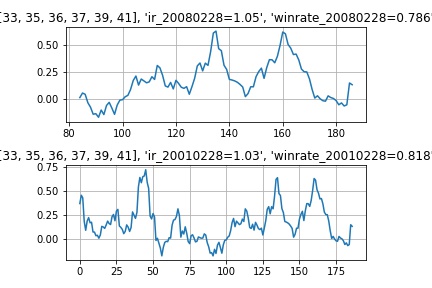 [33, 35, 36, 37, 39, 41], 'ir_20080228=1.05', 'winrate_20080228=0.786'
0.50
0.25
0.00
80 100 120 140 160 180
[33, 35, 36, 37, 39, 41], 'ir_20010228=1.03', 'winrate_20010228=0.818'
0.75
0.50
0.25
0.00
0 25 50 75 100 125 150 175